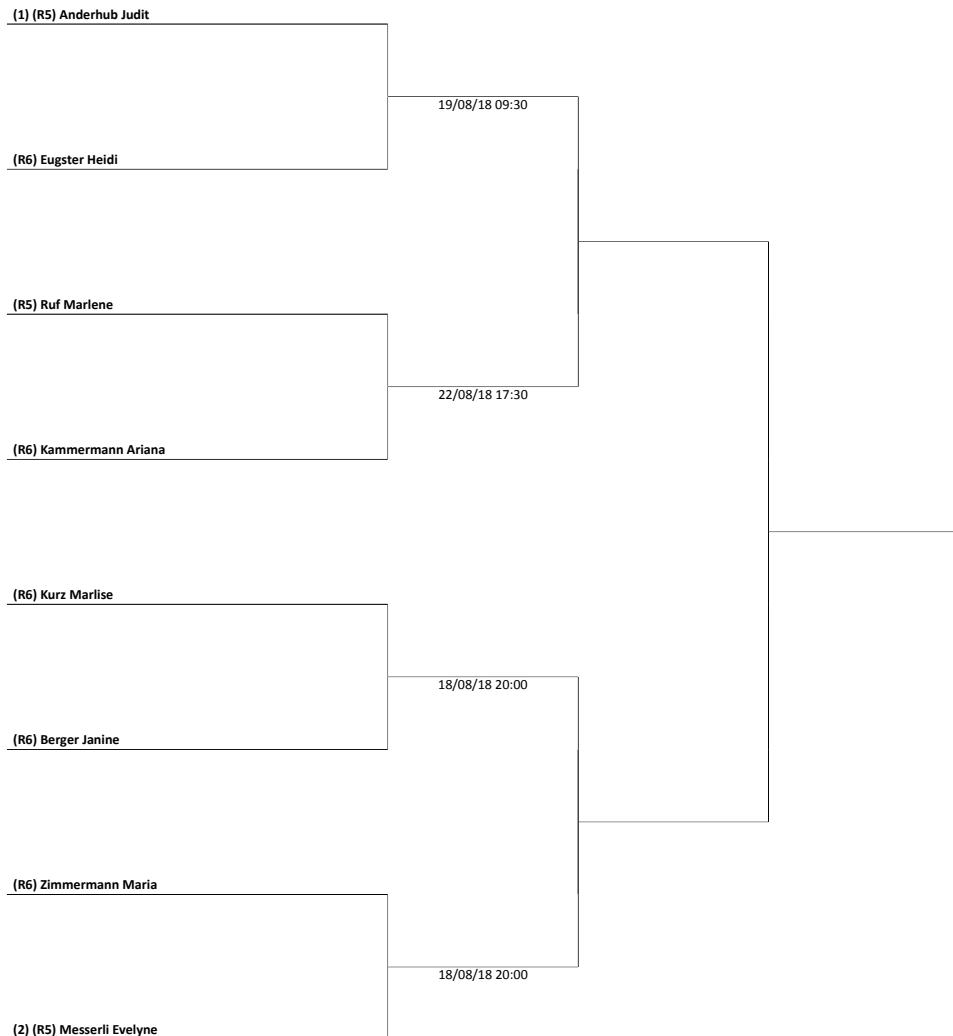 (1) (R5) Anderhub Judit
19/08/18 09:30
(R6) Eugster Heidi
(R5) Ruf Marlene
22/08/18 17:30
(R6) Kammermann Ariana
(R6) Kurz Marlise
18/08/18 20:00
(R6) Berger Janine
(R6) Zimmermann Maria
18/08/18 20:00
(2) (R5) Messerli Evelyne